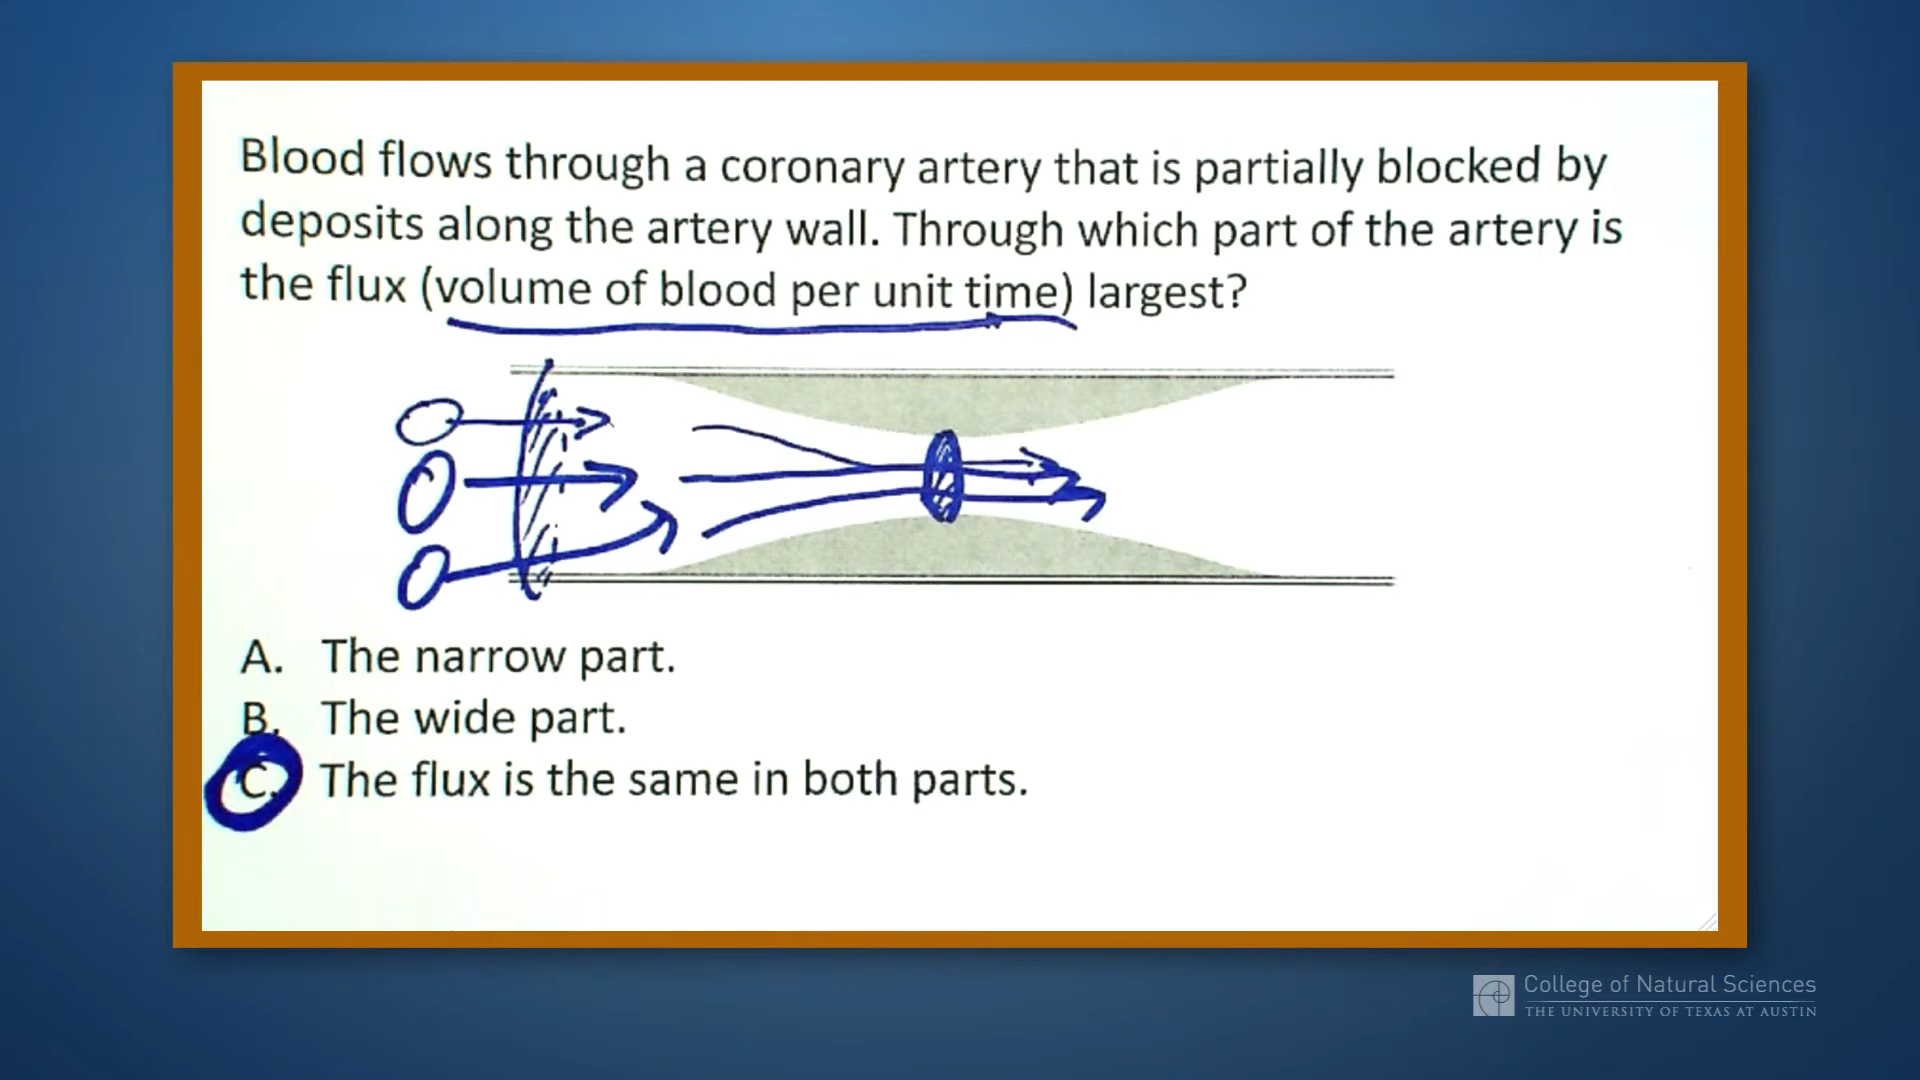 Blood flows through a coronary artery that is partially blocked by
deposits along the artery wall. Through which part of the artery is
the flux (volume of blood per unit time) largest?
A. The narrow part.
B. The wide part.
C. The flux is the same in both parts.
College of Natural Sciences
THE UNIVERSITY OF TEXAS AT AUSTIN